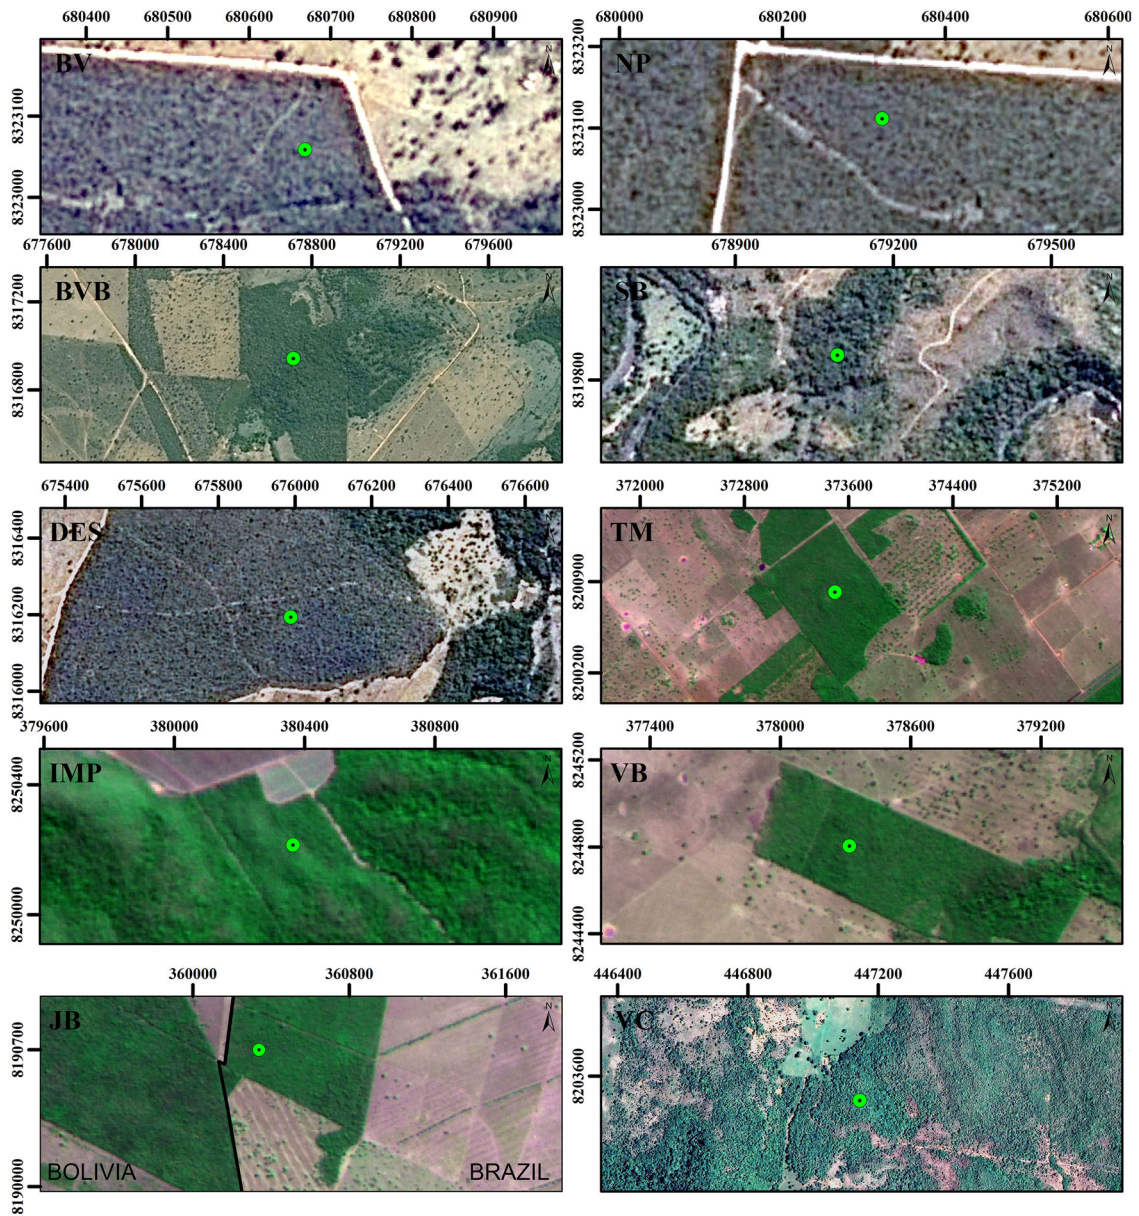 680400 680500 680600 680700 680800 680900
BV
N
8323100
8323000
680000 680200 680400 680600
NP
N
8323200
8323100
8323000
677600 678000 678400 678800 679200 679600
BVB
N
8317200
8316800
678900 679200 679500
SB
N
8319800
675400 675600 675800 676000 676200 676400 676600
DES
N
8316400
8316200
8316000
372000 372800 373600 374400 375200
TM
N
8200900
8200200
379600 380000 380400 380800
IMP
N
8250400
8250000
377400 378000 378600 379200
VB
N
8245200
8244800
8244400
360000 360800 361600
JB
N
8190700
8190000
BOLIVIA BRAZIL
446400 446800 447200 447600
VC
N
8203600